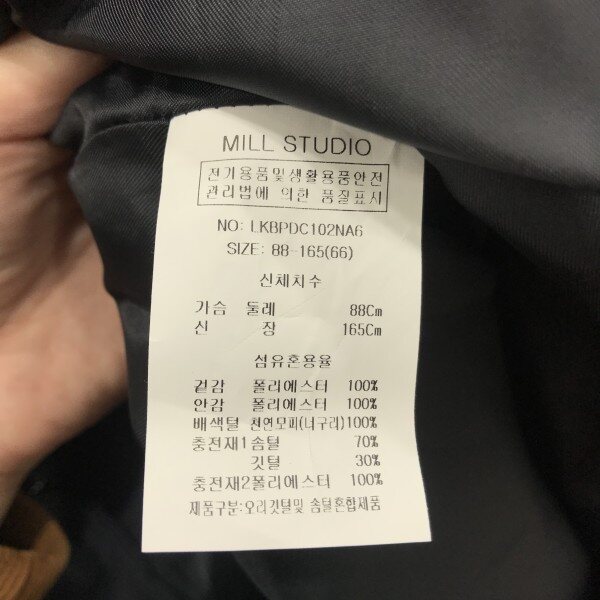 MILL STUDIO
전기용품및생활용품안전
관리법에 의한 품질표시
NO: LKBPDC102NA6
SIZE: 88-165(66)
신체치수
가슴 둘레 88Cm
신 장 165Cm
섬유혼용율
겉감 폴리에스터 100%
안감 폴리에스터 100%
배색털 천연모피(너구리)100%
충전재1 솜털 70%
깃털 30%
충전재2폴리에스터 100%
제품구분:오리깃털및 솜털혼합제품